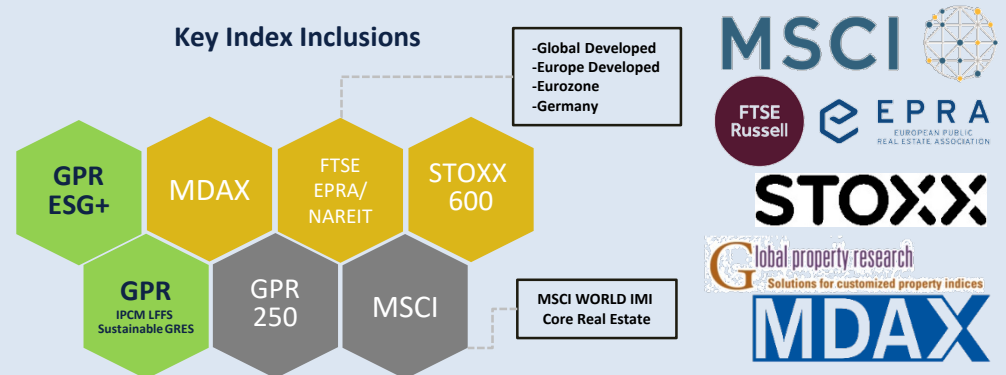 Key Index Inclusions
-Global Developed
-Europe Developed
-Eurozone
-Germany
GPR
ESG+
MDAX
FTSE
EPRA/
NAREIT
STOXX
600
GPR
IPCM LFFS
Sustainable GRES
GPR
250
MSCI
MSCI WORLD IMI
Core Real Estate
MSCI
FTSE
Russell
EPRA
EUROPEAN PUBLIC
REAL ESTATE ASSOCIATION
STOXX
Global property research
Solutions for customized property indices
MDAX